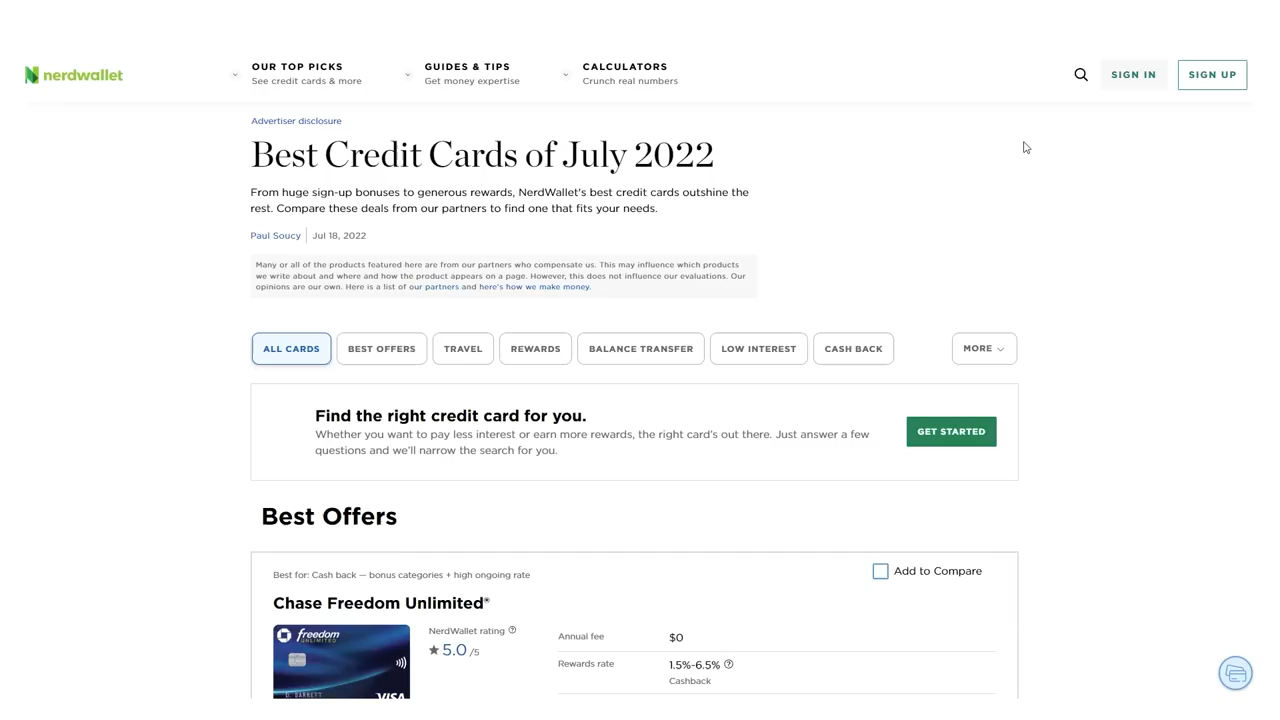 nerdwallet
OUR TOP PICKS
See credit cards & more
GUIDES & TIPS
Get money expertise
CALCULATORS
Crunch real numbers
SIGN IN
SIGN UP
Advertiser disclosure
Best Credit Cards of July 2022
From huge sign-up bonuses to generous rewards, NerdWallet's best credit cards outshine the
rest. Compare these deals from our partners to find one that fits your needs.
Paul Soucy | Jul 18, 2022
Many or all of the products featured here are from our partners who compensate us. This may influence which products
we write about and where and how the product appears on a page. However, this does not influence our evaluations. Our
opinions are our own. Here is a list of our partners and here's how we make money.
ALL CARDS
BEST OFFERS
TRAVEL
REWARDS
BALANCE TRANSFER
LOW INTEREST
CASH BACK
MORE
Find the right credit card for you.
Whether you want to pay less interest or earn more rewards, the right card's out there. Just answer a few
questions and we'll narrow the search for you.
GET STARTED
Best Offers
Best for: Cash back — bonus categories + high ongoing rate
Add to Compare
Chase Freedom Unlimited®
freedom
UNLIMITED
D. BARRETT
VISA
NerdWallet rating
5.0 /5
Annual fee
$0
Rewards rate
1.5%-6.5%
Cashback